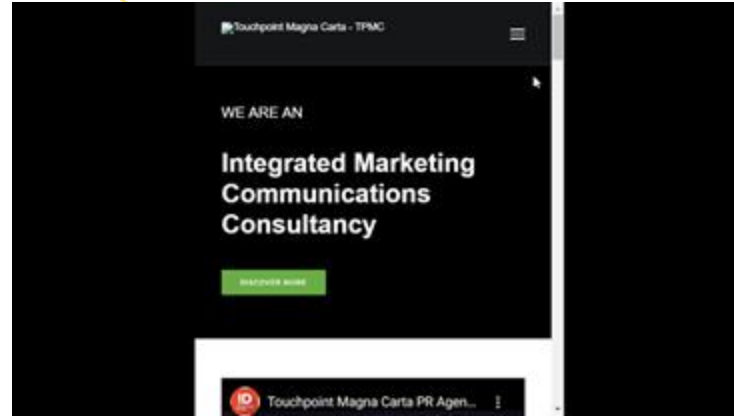 Touchpoint Magna Carta - TPMC
WE ARE AN
Integrated Marketing
Communications
Consultancy
DISCOVER MORE
Touchpoint Magna Carta PR Agen...